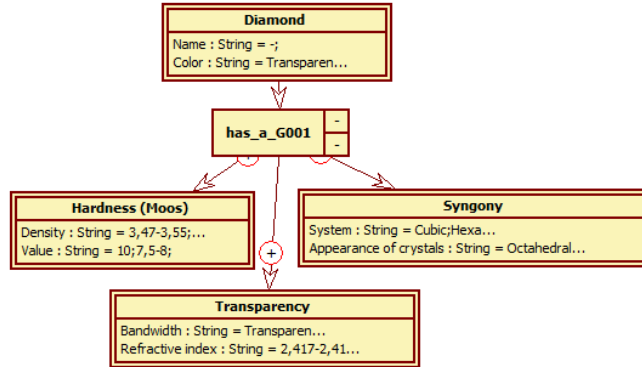 Diamond
Name : String = -;
Color : String = Transparen...
has_a_G001
-
-
Hardness (Moos)
Density : String = 3,47-3,55;...
Value : String = 10;7,5-8;
Syngony
System : String = Cubic;Hexa...
Appearance of crystals : String = Octahedral...
+
Transparency
Bandwidth : String = Transparen...
Refractive index : String = 2,417-2,41...